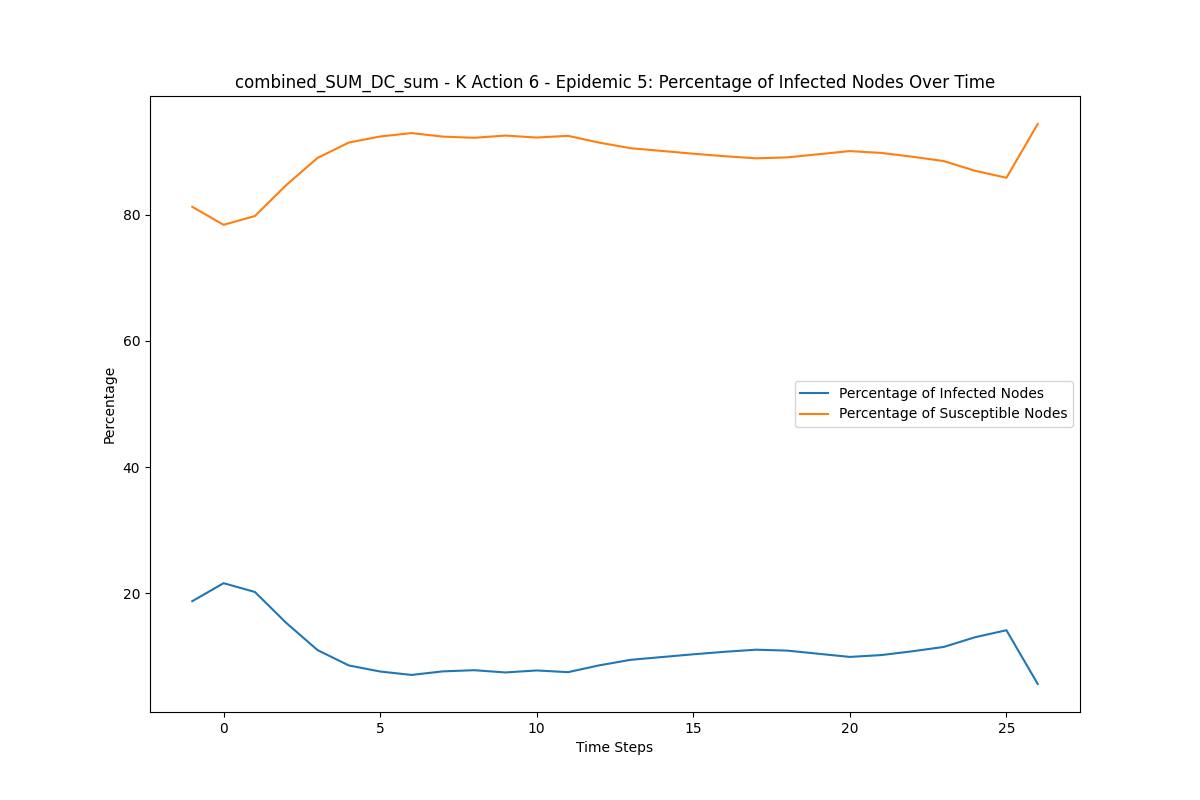 combined_SUM_DC_sum - K Action 6 - Epidemic 5: Percentage of Infected Nodes Over Time
80
60
40
20
Percentage
Percentage of Infected Nodes
Percentage of Susceptible Nodes
0 5 10 15 20 25
Time Steps